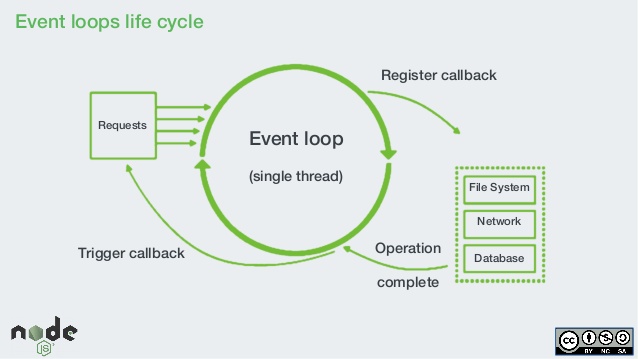 Event loops life cycle
Register callback
Requests
Event loop
(single thread)
File System
Network
Database
Operation
complete
Trigger callback
node
JS
cc
BY NC SA